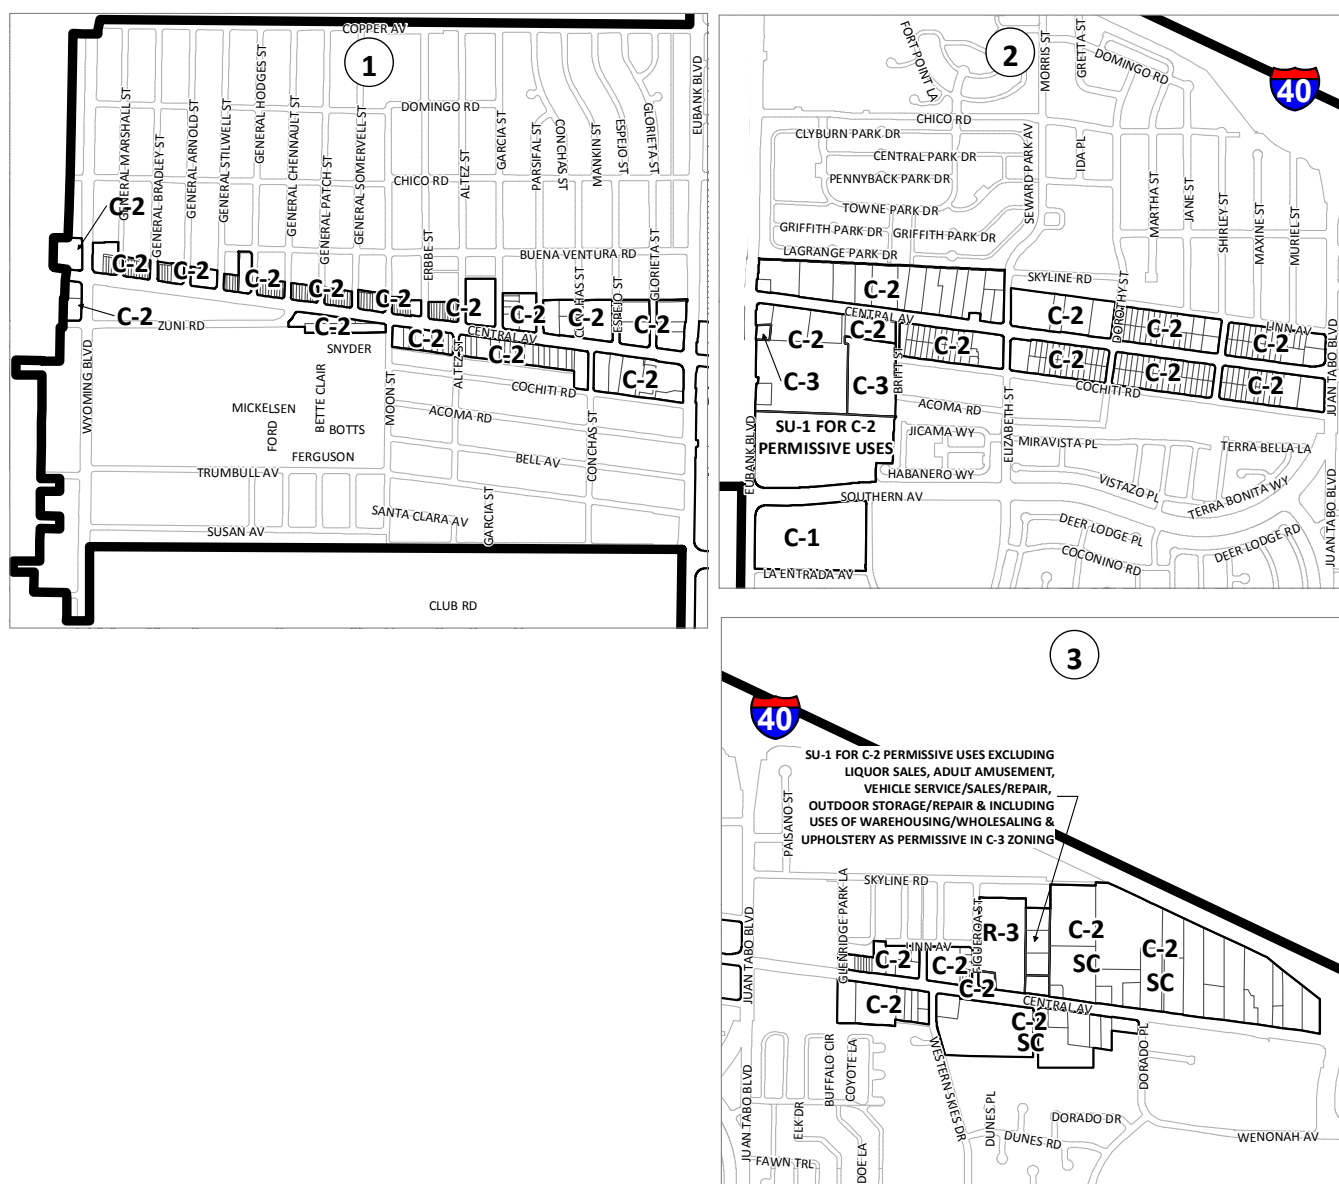 COPPER AV
1
GENERAL HODGES ST
EUBANK BLVD
DOMINGO RD
GENERAL MARSHALL ST
GENERAL BRADLEY ST
GENERAL ARNOLD ST
GENERAL STILWELL ST
GENERAL CHENNAULT ST
GENERAL PATCH ST
GENERAL SOMERVELL ST
ALTEZ ST
GARCIA ST
PARSIFAL ST
CONCHAS ST
MANKIN ST
ESPEJO ST
GLORIETA ST
CHICO RD
C-2
ERBBE ST
BUENA VENTURA RD
CONCHAS ST
ESPEJO ST
GLORIETA ST
C-2
C-2
C-2
C-2
C-2
C-2
C-2
C-2
C-2
C-2
ZUNI RD
C-2
CENTRAL AV
C-2
C-2
C-2
SNYDER
WYOMING BLVD
ALTEZ ST
MOON ST
BETTE CLAIR
COCHITI RD
MICKELSEN
FORD
BOTTS
ACOMA RD
FERGUSON
BELL AV
CONCHAS ST
TRUMBULL AV
GARCIA ST
SANTA CLARA AV
SUSAN AV
CLUB RD
FORT POINT LA
2
MORRIS ST
GRETTA ST
DOMINGO RD
40
CHICO RD
CLYBURN PARK DR
CENTRAL PARK DR
PENNYBACK PARK DR
SEWARD PARK AV
IDA PL
TOWNE PARK DR
MARTHA ST
JANE ST
SHIRLEY ST
MAXINE ST
MURIEL ST
GRIFFITH PARK DR
GRIFFITH PARK DR
LAGRANGE PARK DR
SKYLINE RD
DOROTHY ST
C-2
CENTRAL AV
C-2
C-2
LINN AV
C-2
C-2
C-2
C-2
C-2
C-2
C-2
JUAN TABO BLVD
C-3
C-3
BRITT ST
COCHITI RD
ACOMA RD
SU-1 FOR C-2
PERMISSIVE USES
JICAMA WY
ELIZABETH ST
MIRAVISTA PL
TERRA BELLA LA
EUBANK BLVD
HABANERO WY
VISTAZO PL
TERRA BONITA WY
SOUTHERN AV
JUAN TABO BLVD
C-1
DEER LODGE PL
DEER LODGE RD
COCONINO RD
LA ENTRADA AV
3
40
SU-1 FOR C-2 PERMISSIVE USES EXCLUDING
LIQUOR SALES, ADULT AMUSEMENT,
VEHICLE SERVICE/SALES/REPAIR,
OUTDOOR STORAGE/REPAIR & INCLUDING
USES OF WAREHOUSING/WHOLESALING &
UPHOLSTERY AS PERMISSIVE IN C-3 ZONING
PAISANO ST
SKYLINE RD
GLENRIDGE PARK LA
JUAN TABO BLVD
FIGUEROA ST
R-3
C-2
SC
C-2
SC
LINN AV
C-2
C-2
C-2
C-2
CENTRAL AV
C-2
SC
WESTERN SKIES DR
DORADO PL
BUFFALO CIR
COYOTE LA
JUAN TABO BLVD
ELK DR
DUNES PL
DORADO DR
DUNES RD
WENONAH AV
FAWN TRL
DOE LA